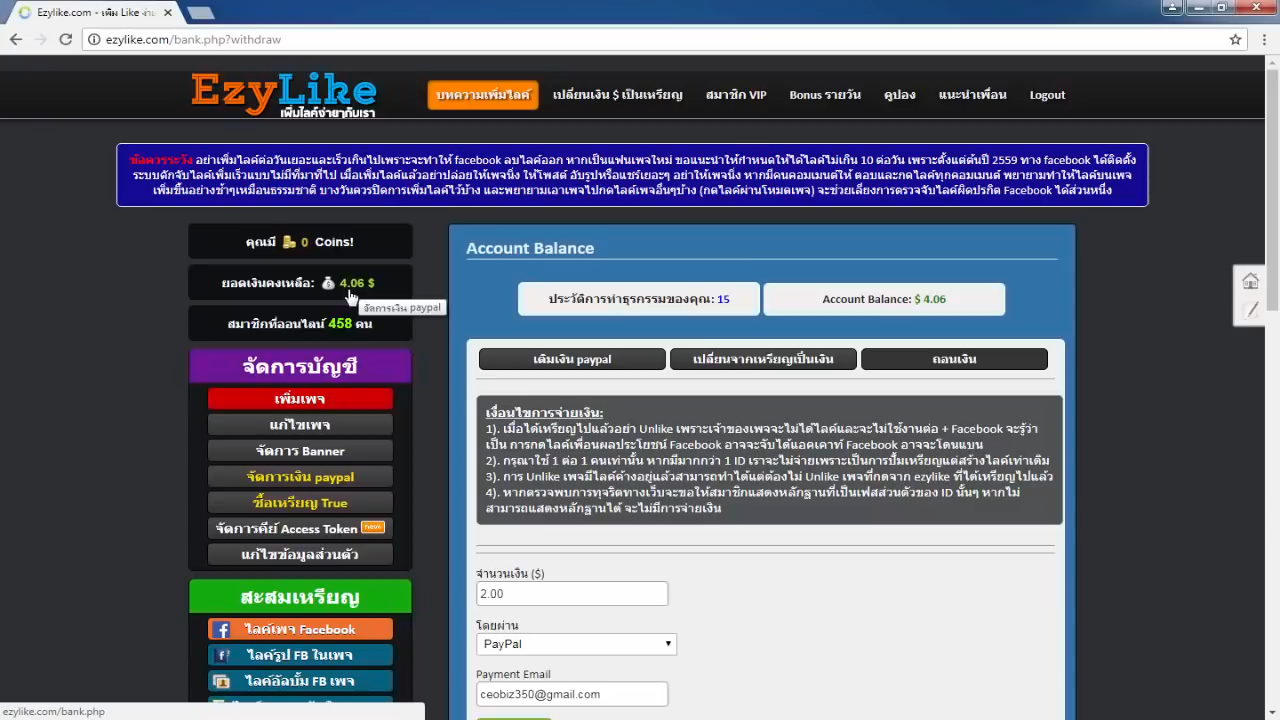 Ezylike.com - เพิ่ม Like ง่าย
ezylike.com/bank.php?withdraw
EzyLike
เพิ่มไลค์ง่ายๆกับเรา
บทความเพิ่มไลค์
เปลี่ยนเงิน $ เป็นเหรียญ
สมาชิก VIP
Bonus รายวัน
คูปอง
แนะนำเพื่อน
Logout
ข้อควรระวัง อย่าเพิ่มไลค์ต่อวันเยอะและเร็วเกินไปเพราะจะทำให้ facebook ลบไลค์ออก หากเป็นแฟนเพจใหม่ ขอแนะนำให้กำหนดให้ได้ไลค์ไม่เกิน 10 ต่อวัน เพราะตั้งแต่ต้นปี 2559 ทาง facebook ได้ติดตั้ง
ระบบดักจับไลค์เพิ่มเร็วแบบไม่มีที่มาที่ไป เมื่อเพิ่มไลค์แล้วอย่าปล่อยให้เพจนิ่ง ให้โพสต์ อัปรูปหรือแชร์เยอะๆ อย่าให้เพจนิ่ง หากมีคนคอมเมนต์ให้ ตอบและกดไลค์ทุกคอมเมนต์ พยายามทำให้ไลค์บนเพจ
เพิ่มขึ้นอย่างช้าๆเหมือนธรรมชาติ บางวันควรปิดการเพิ่มไลค์ไว้บ้าง และพยายามเอาเพจไปกดไลค์เพจอื่นๆบ้าง (กดไลค์ผ่านโหมดเพจ) จะช่วยเลี่ยงการตรวจจับไลค์ผิดปรกติ Facebook ได้ส่วนหนึ่ง
คุณมี 0 Coins!
ยอดเงินคงเหลือ: 4.06 $
จัดการเงิน paypal
สมาชิกที่ออนไลน์ 458 คน
จัดการบัญชี
เพิ่มเพจ
แก้ไขเพจ
จัดการ Banner
จัดการเงิน paypal
ซื้อเหรียญ True
จัดการคีย์ Access Token new
แก้ไขข้อมูลส่วนตัว
สะสมเหรียญ
ไลค์เพจ Facebook
ไลค์รูป FB ในเพจ
ไลค์อัลบั้ม FB เพจ
Account Balance
ประวัติการทำธุรกรรมของคุณ: 15
Account Balance: $ 4.06
เติมเงิน paypal
เปลี่ยนจากเหรียญเป็นเงิน
ถอนเงิน
เงื่อนไขการจ่ายเงิน:
1). เมื่อได้เหรียญไปแล้วอย่า Unlike เพราะเจ้าของเพจจะไม่ได้ไลค์และจะไม่ใช้งานต่อ + Facebook จะรู้ว่า
เป็น การกดไลค์เพื่อนผลประโยชน์ Facebook อาจจะจับได้แอคเคาท์ Facebook อาจจะโดนแบน
2). กรุณาใช้ 1 ต่อ 1 คนเท่านั้น หากมีมากกว่า 1 ID เราจะไม่จ่ายเพราะเป็นการปั้มเหรียญแต่สร้างไลค์เท่าเดิม
3). การ Unlike เพจมีไลค์ค้างอยู่แล้วสามารถทำได้แต่ต้องไม่ Unlike เพจที่กดจาก ezylike ที่ได้เหรียญไปแล้ว
4). หากตรวจพบการทุจริตทางเว็บจะขอให้สมาชิกแสดงหลักฐานที่เป็นเฟสส่วนตัวของ ID นั้นๆ หากไม่
สามารถแสดงหลักฐานได้ จะไม่มีการจ่ายเงิน
จำนวนเงิน ($)
2.00
โดยผ่าน
PayPal
Payment Email
ceobiz350@gmail.com
ezylike.com/bank.php